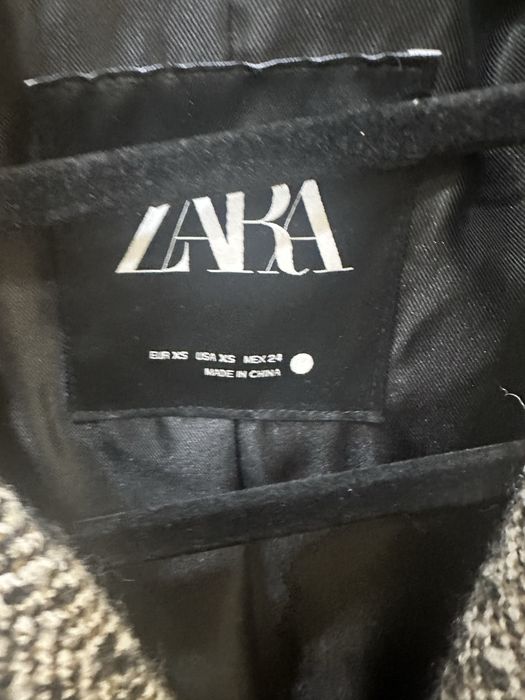 ZARA
EUR XS USA XS MEX 24
MADE IN CHINA